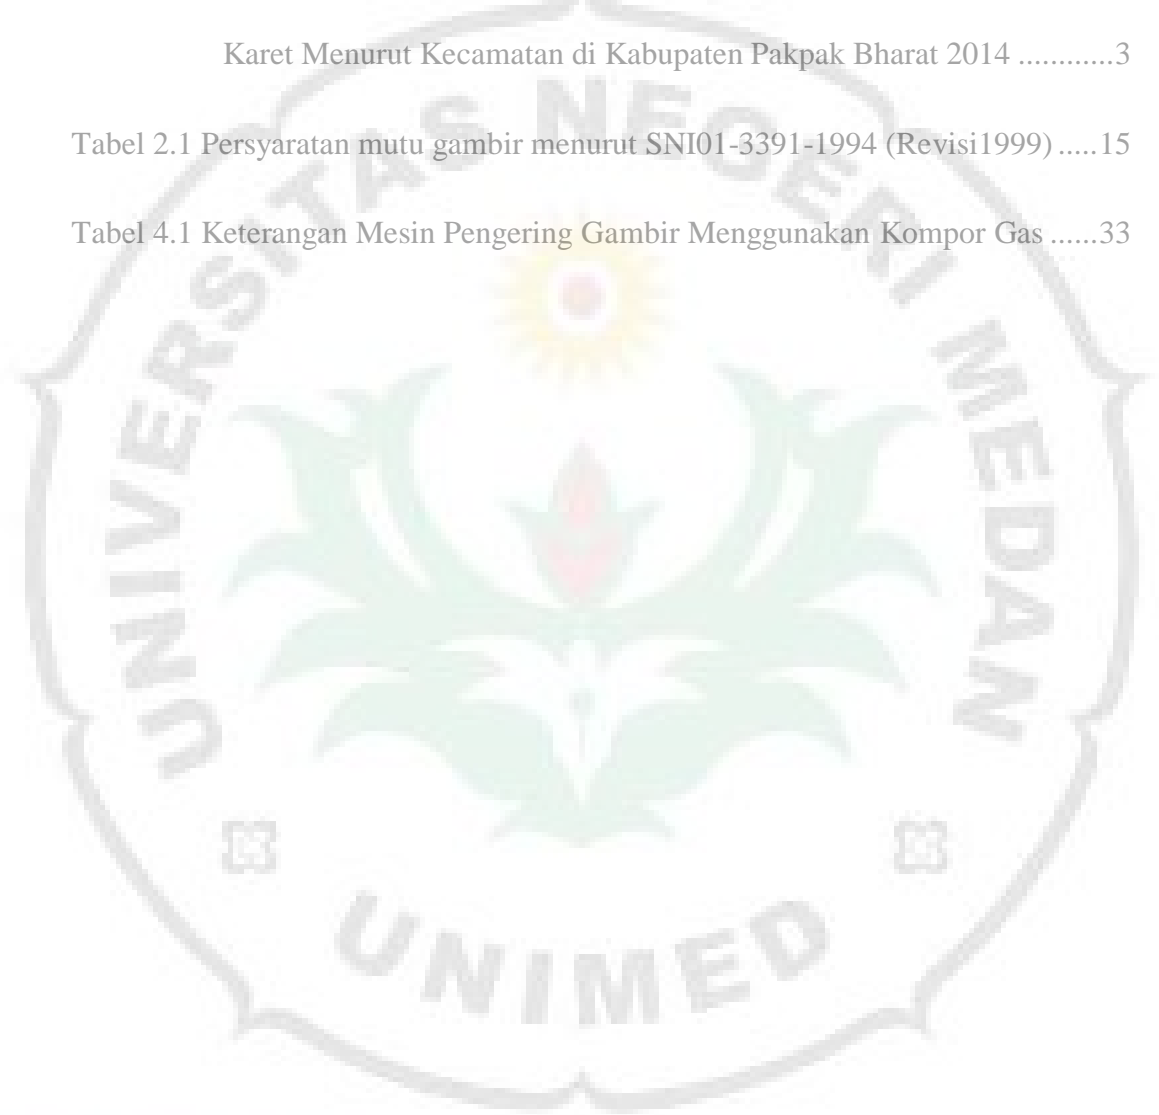 Karet Menurut Kecamatan di Kabupaten Pakpak Bharat 2014 ............3
Tabel 2.1 Persyaratan mutu gambir menurut SNI01-3391-1994 (Revisi1999) .....15
Tabel 4.1 Keterangan Mesin Pengering Gambir Menggunakan Kompor Gas ......33
UNIVERSITAS NEGERI MEDAN
UNIMED